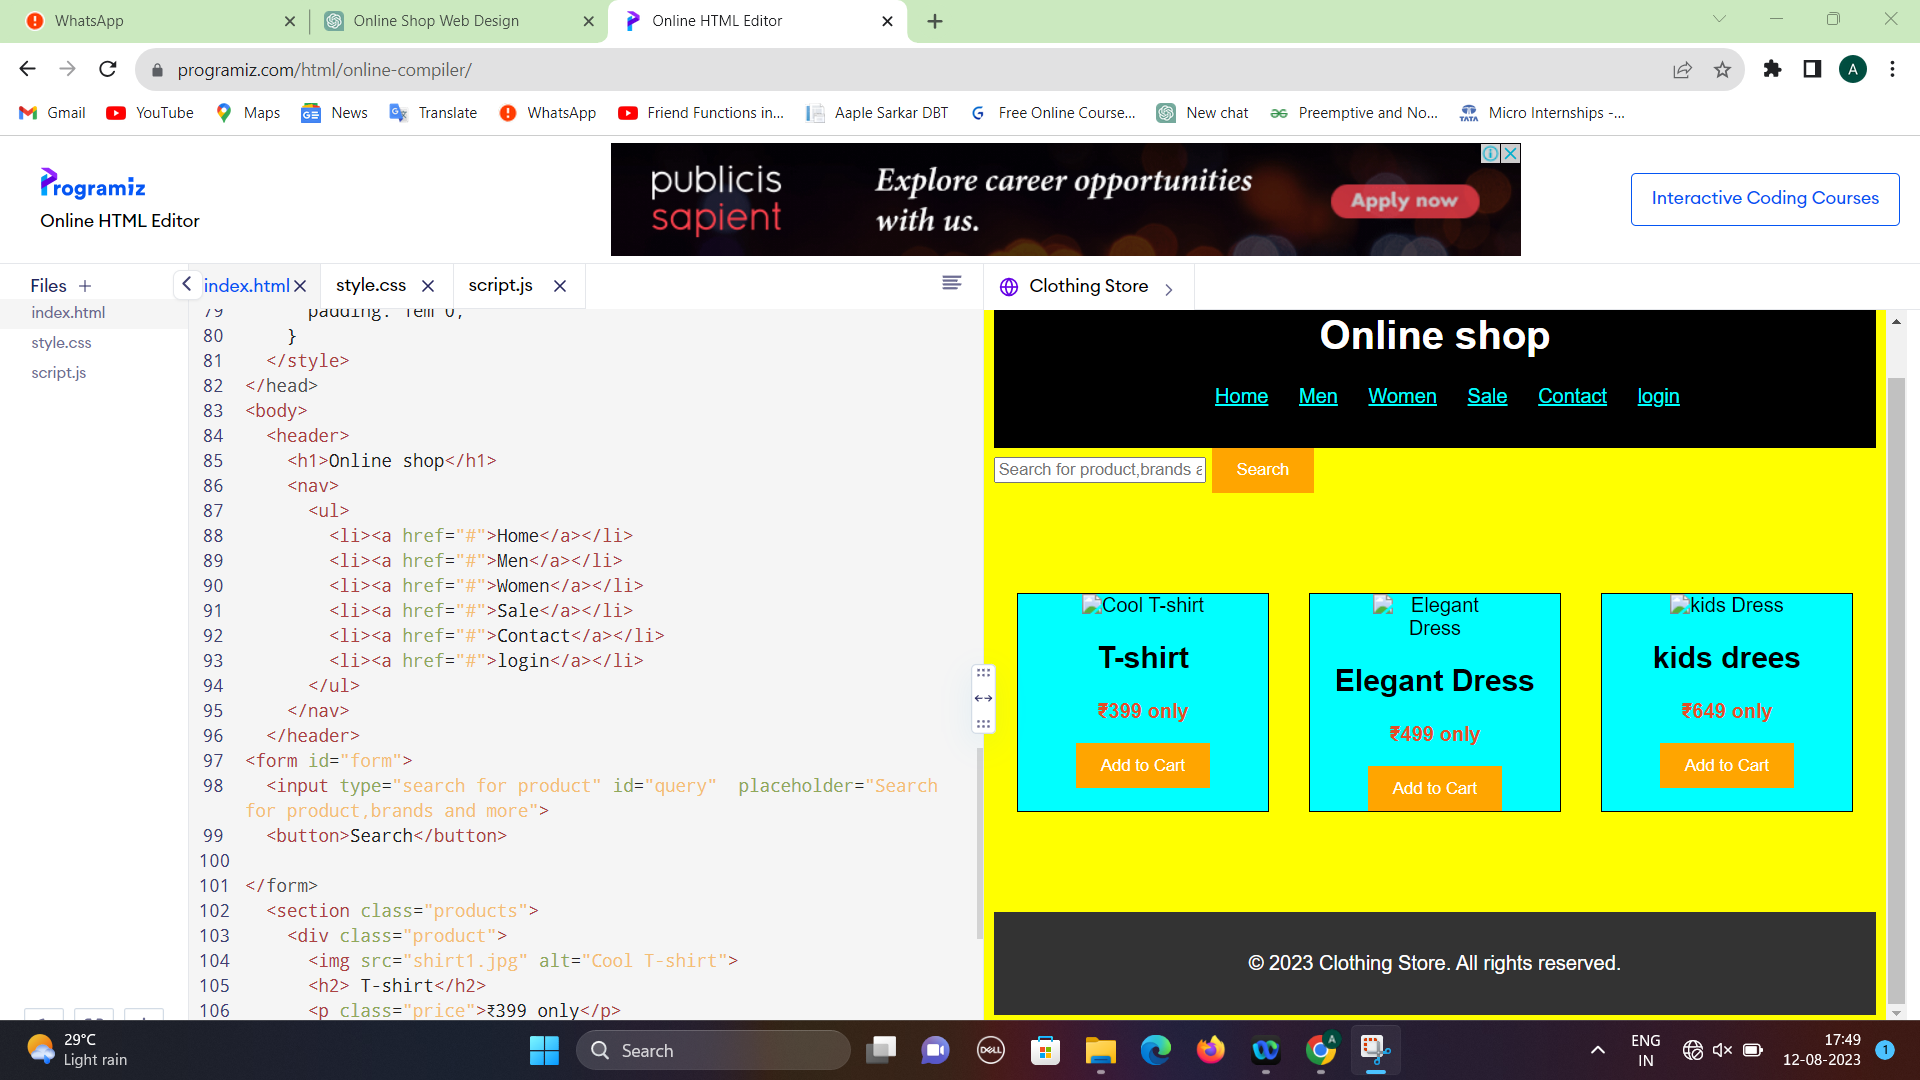 WhatsApp
Online Shop Web Design
Online HTML Editor
programiz.com/html/online-compiler/
A
Gmail
YouTube
Maps
News
Translate
WhatsApp
Friend Functions in...
Aaple Sarkar DBT
Free Online Course...
New chat
Preemptive and No...
TATA
Micro Internships -...
Programiz
Online HTML Editor
publicis
sapient
Explore career opportunities
with us.
Apply now
Interactive Coding Courses
Files
index.html
style.css
script.js
index.html
style.css
script.js
Clothing Store
79 padding: 1em 0;
80 }
81 </style>
82 </head>
83 <body>
84 <header>
85 <h1>Online shop</h1>
86 <nav>
87 <ul>
88 <li><a href="#">Home</a></li>
89 <li><a href="#">Men</a></li>
90 <li><a href="#">Women</a></li>
91 <li><a href="#">Sale</a></li>
92 <li><a href="#">Contact</a></li>
93 <li><a href="#">login</a></li>
94 </ul>
95 </nav>
96 </header>
97 <form id="form">
98 <input type="search for product" id="query"  placeholder="Search
for product,brands and more">
99 <button>Search</button>
100
101 </form>
102 <section class="products">
103 <div class="product">
104 <img src="shirt1.jpg" alt="Cool T-shirt">
105 <h2> T-shirt</h2>
106 <p class="price">₹399 only</p>
Online shop
Home Men Women Sale Contact login
Search for product,brands a
Search
Cool T-shirt
T-shirt
₹399 only
Add to Cart
Elegant
Dress
Elegant Dress
₹499 only
Add to Cart
kids Dress
kids drees
₹649 only
Add to Cart
© 2023 Clothing Store. All rights reserved.
29°C
Light rain
Search
DELL
A
ENG
IN
17:49
12-08-2023
1